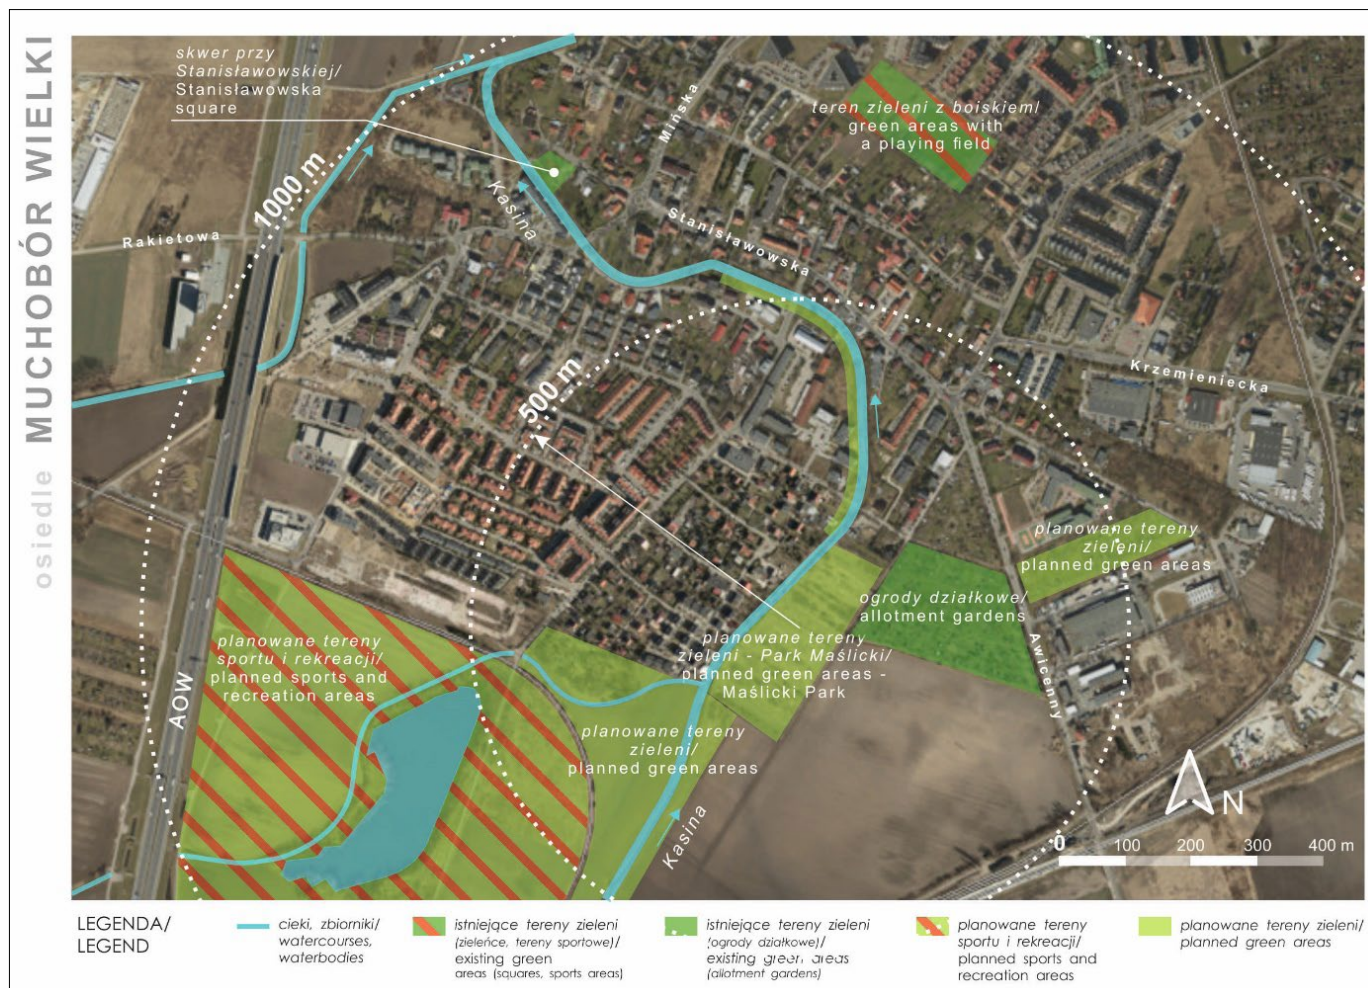 osiedle MUCHOBÓR WIELKI
skwer przy
Stanisławowskiej/
Stanisławowska
square
1000 m
Rakietowa
Kasina
Mińska
teren zieleni z boiskiem/
green areas with
a playing field
Stanisławowska
Krzemieniecka
500 m
planowane tereny
zieleni/
planned green areas
ogrody działkowe/
allotment gardens
Awicenny
planowane tereny
zieleni - Park Maślicki/
planned green areas -
Maślicki Park
planowane tereny
sportu i rekreacji/
planned sports and
recreation areas
AOW
planowane tereny
zieleni/
planned green areas
Kasina
N
0 100 200 300 400 m
LEGENDA/
LEGEND
cieki, zbiorniki/
watercourses,
waterbodies
istniejące tereny zieleni
(zieleńce, tereny sportowe)/
existing green
areas (squares, sports areas)
istniejące tereny zieleni
(ogrody działkowe)/
existing green areas
(allotment gardens)
planowane tereny
sportu i rekreacji/
planned sports and
recreation areas
planowane tereny zieleni/
planned green areas